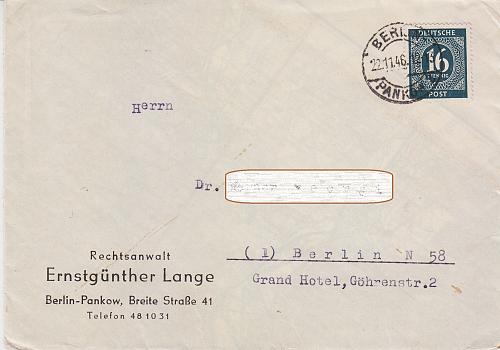 BERLIN
22.11.46
PANKOW
DEUTSCHE
16
PFENNIG
POST
Herrn
Dr.
(1) Berlin N 58
Grand Hotel, Göhrenstr.2
Rechtsanwalt
Ernstgünther Lange
Berlin-Pankow, Breite Straße 41
Telefon 48 10 31